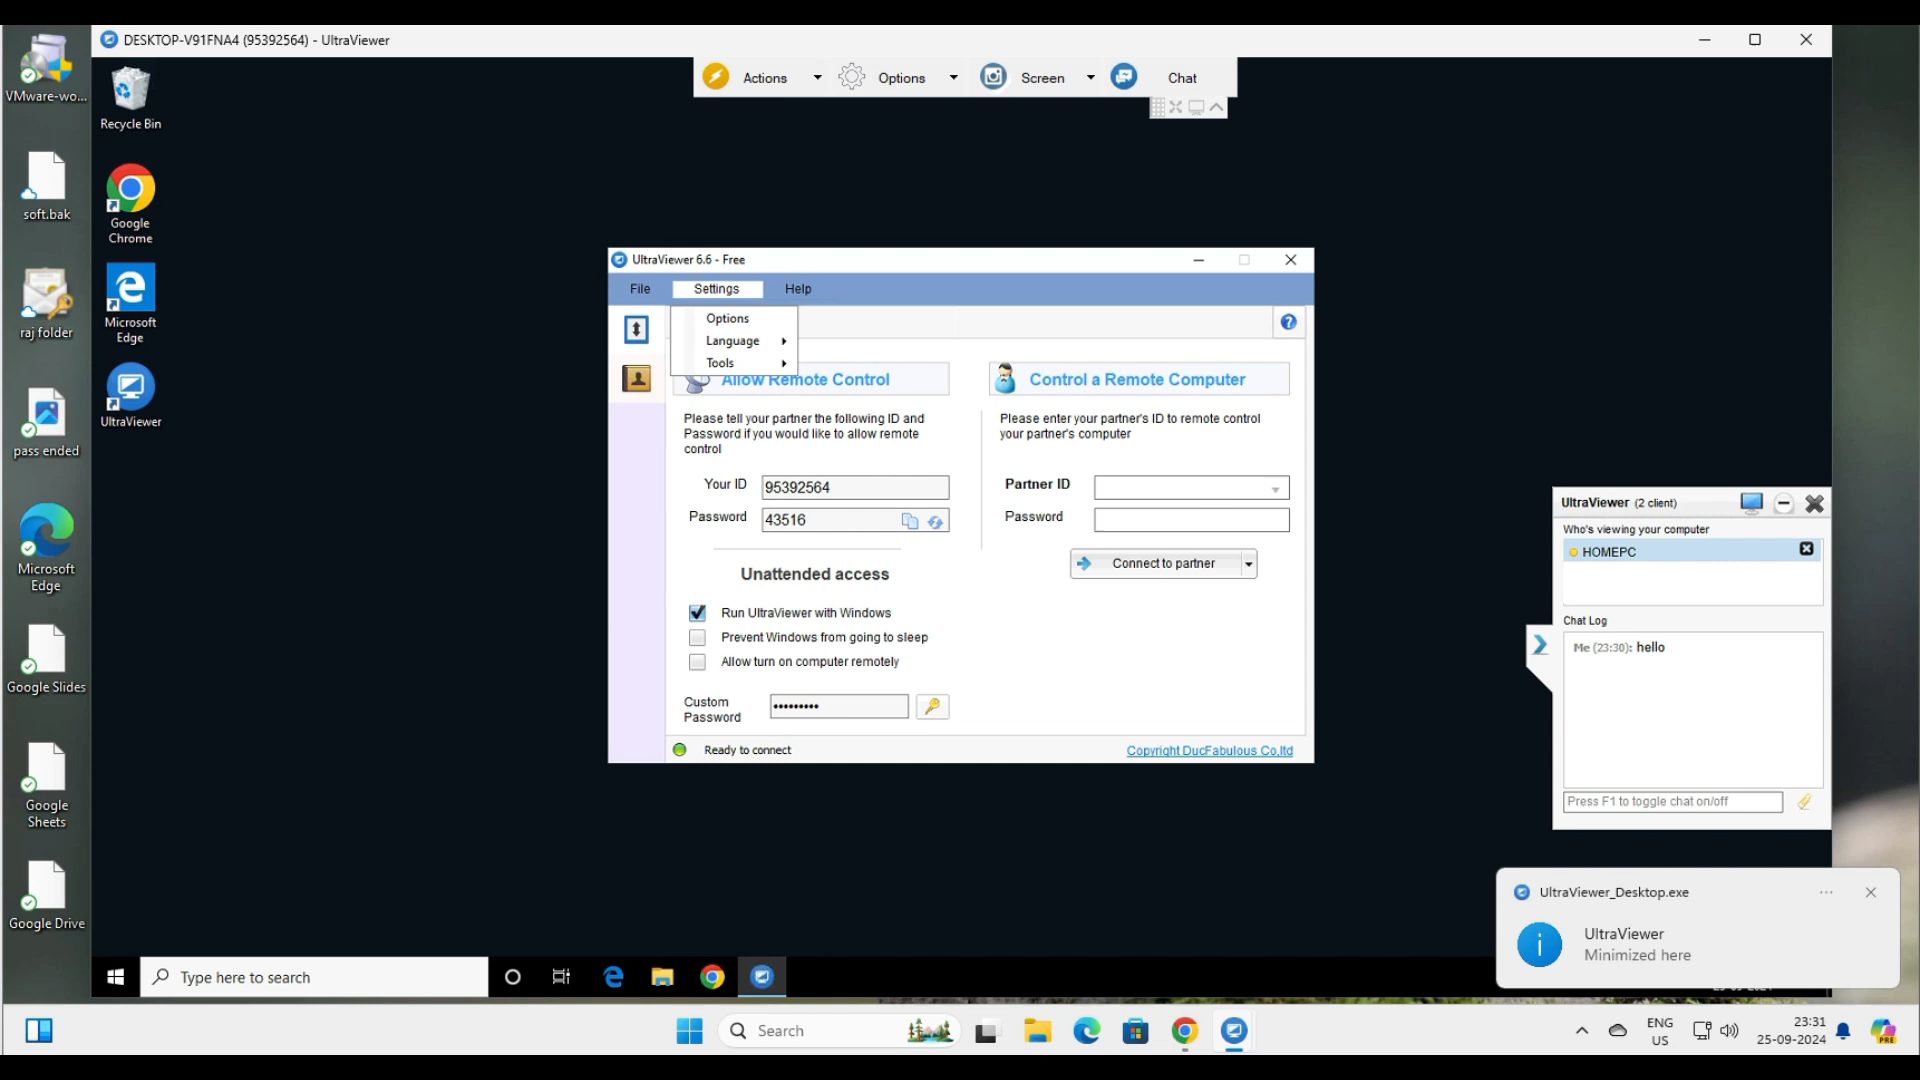 DESKTOP-V91FNA4 (95392564) - UltraViewer
Actions
Options
Screen
Chat
VMware-wo...
soft.bak
raj folder
pass ended
Microsoft
Edge
Google Slides
Google
Sheets
Google Drive
Recycle Bin
Google
Chrome
Microsoft
Edge
UltraViewer
UltraViewer 6.6 - Free
File
Settings
Help
Options
Language
Tools
Allow Remote Control
Please tell your partner the following ID and
Password if you would like to allow remote
control
Your ID
95392564
Password
43516
Unattended access
Run UltraViewer with Windows
Prevent Windows from going to sleep
Allow turn on computer remotely
Custom
Password
•••••••••
Ready to connect
Control a Remote Computer
Please enter your partner's ID to remote control
your partner's computer
Partner ID
Password
Connect to partner
Copyright DucFabulous Co,ltd
UltraViewer (2 client)
Who's viewing your computer
HOMEPC
Chat Log
Me (23:30): hello
Press F1 to toggle chat on/off
UltraViewer_Desktop.exe
UltraViewer
Minimized here
Type here to search
Search
ENG
US
23:31
25-09-2024
PRE